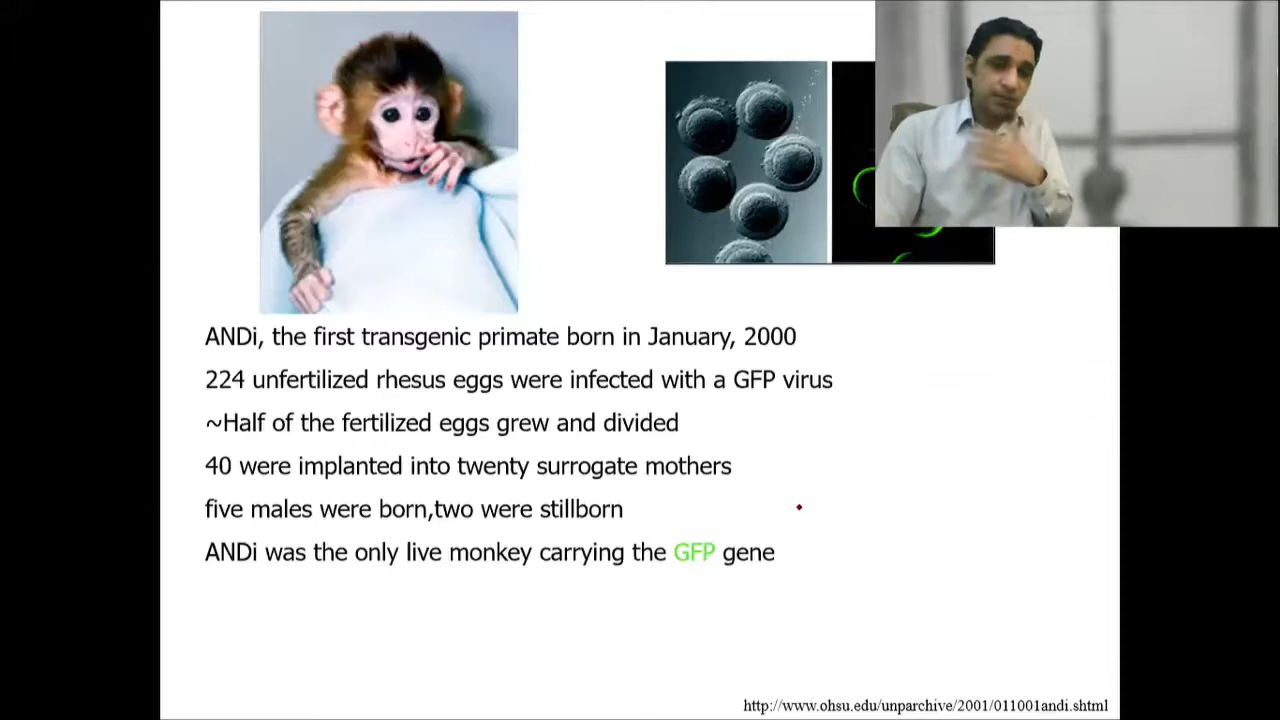 ANDi, the first transgenic primate born in January, 2000
224 unfertilized rhesus eggs were infected with a GFP virus
~Half of the fertilized eggs grew and divided
40 were implanted into twenty surrogate mothers
five males were born,two were stillborn
ANDi was the only live monkey carrying the GFP gene
http://www.ohsu.edu/unparchive/2001/011001andi.shtml